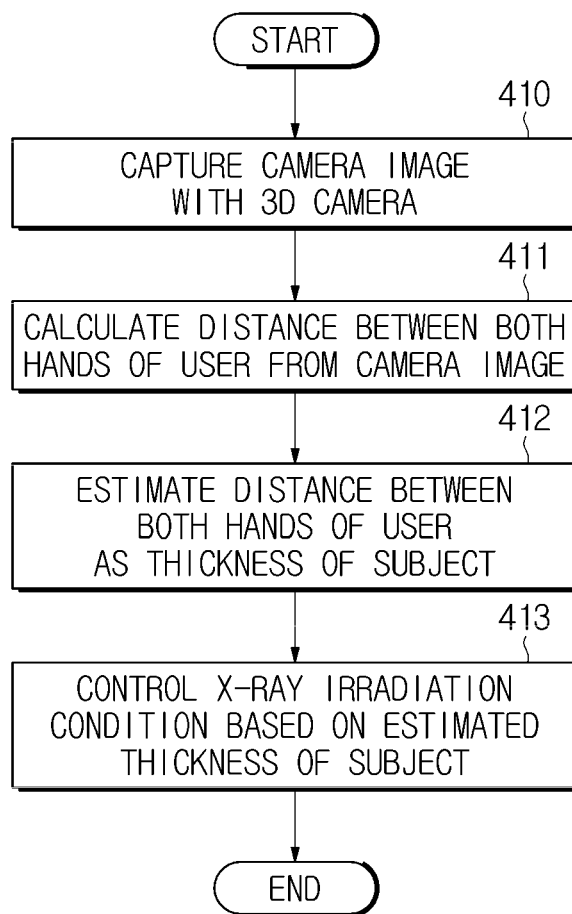 START
410
CAPTURE CAMERA IMAGE
WITH 3D CAMERA
411
CALCULATE DISTANCE BETWEEN BOTH
HANDS OF USER FROM CAMERA IMAGE
412
ESTIMATE DISTANCE BETWEEN
BOTH HANDS OF USER
AS THICKNESS OF SUBJECT
413
CONTROL X-RAY IRRADIATION
CONDITION BASED ON ESTIMATED
THICKNESS OF SUBJECT
END